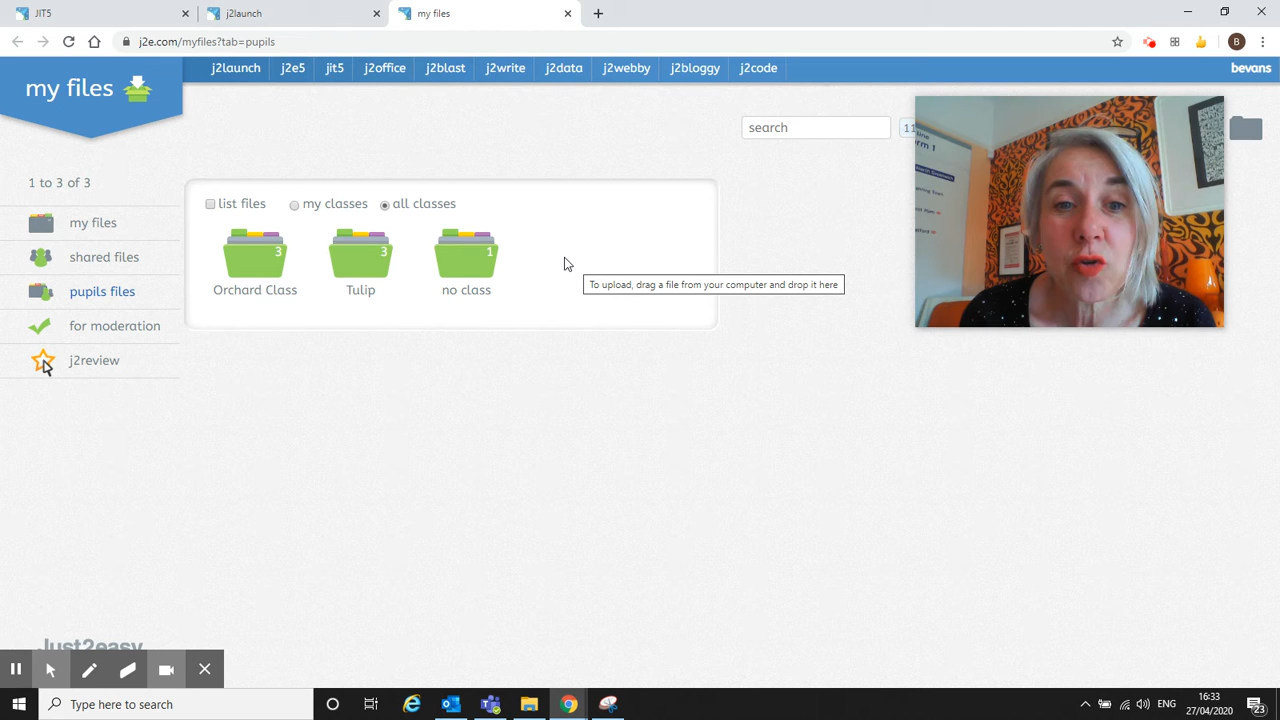 JIT5
j2launch
my files
j2e.com/myfiles?tab=pupils
B
j2launch j2e5 jit5 j2office j2blast j2write j2data j2webby j2bloggy j2code bevans
my files
search
11
1 to 3 of 3
my files
shared files
pupils files
for moderation
j2review
list files my classes all classes
3 3 1
Orchard Class Tulip no class
To upload, drag a file from your computer and drop it here
Just2easy
Type here to search
ENG
16:33
27/04/2020
23